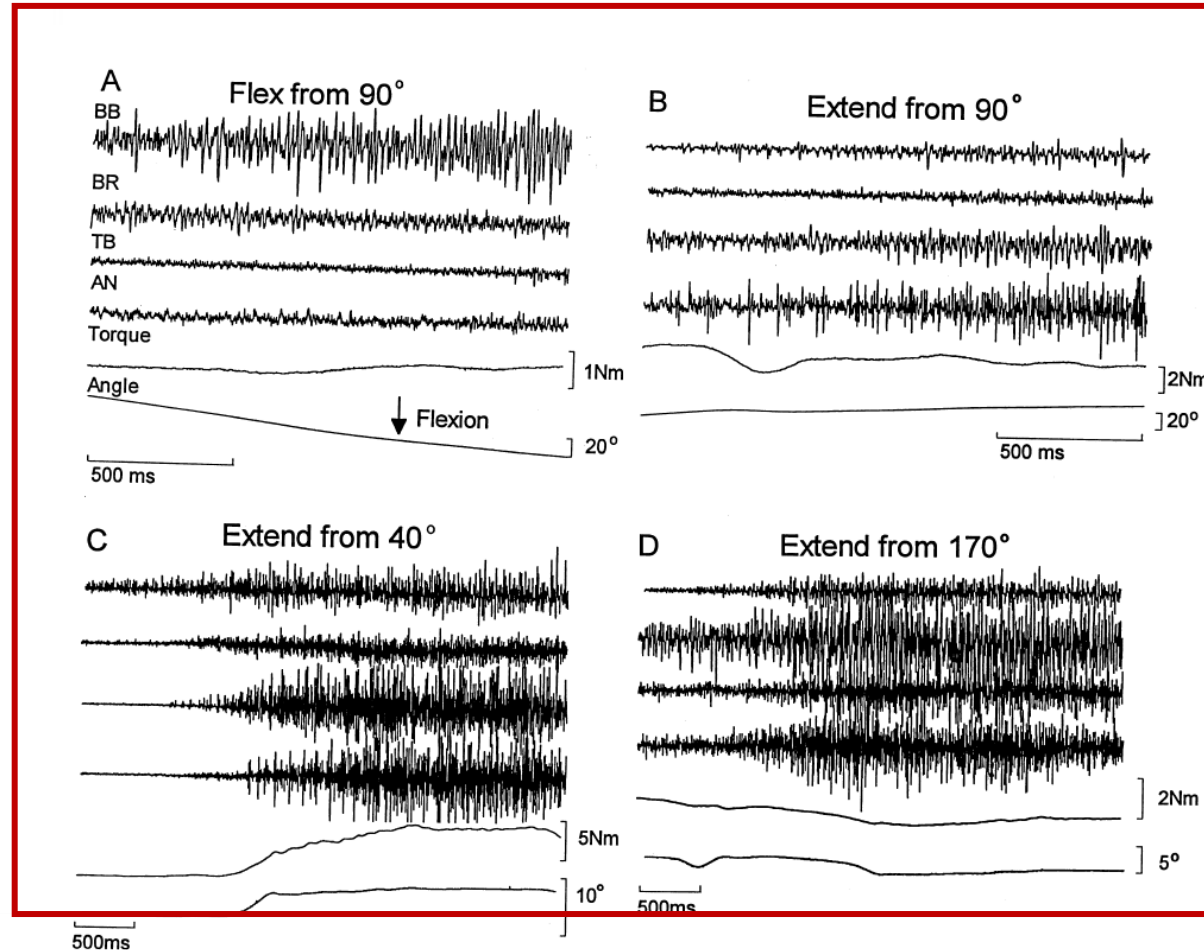 A
Flex from 90°
BB
BR
TB
AN
Torque
1Nm
Angle
Flexion
20°
500 ms
B
Extend from 90°
2Nm
20°
500 ms
C
Extend from 40°
5Nm
10°
500ms
D
Extend from 170°
2Nm
5°
500ms